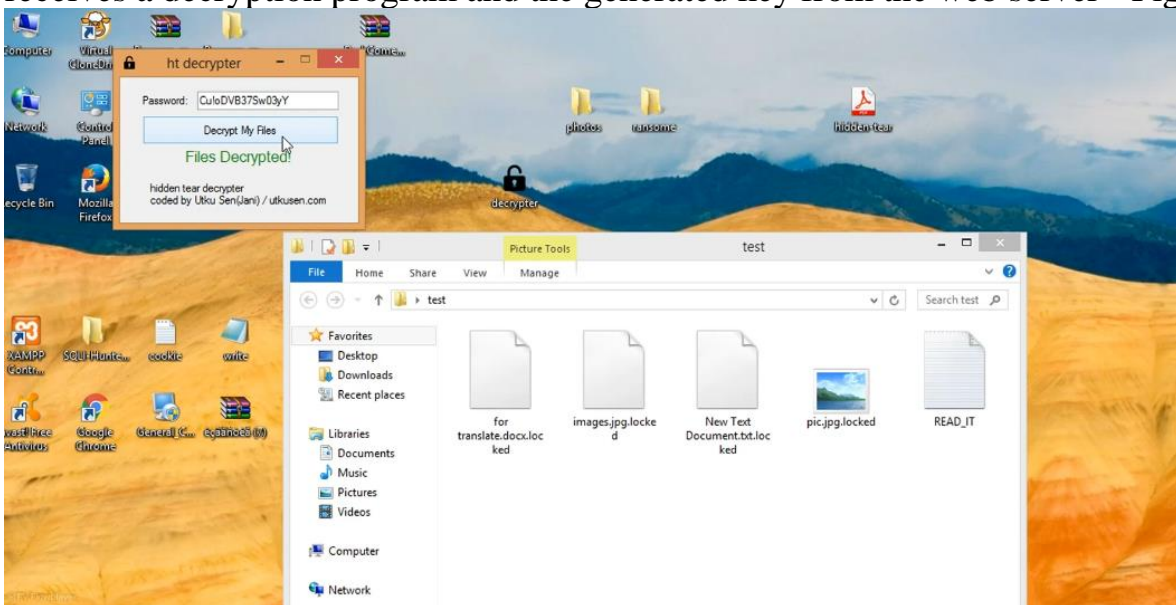 receives a decryption program and the generated key from the web server
Computer
Virtual
CloneDri
Network
Control
Panel
Mozilla
Firefox
ht decrypter
Password: CuIoDVB37Sw03yY
Decrypt My Files
Files Decrypted!
hidden tear decrypter
coded by Utku Sen(Jani) / utkusen.com
photos
ransome
hidden-tear
decrypter
Picture Tools
test
File Home Share View Manage
test
Search test
Favorites
Desktop
Downloads
Recent places
Libraries
Documents
Music
Pictures
Videos
Computer
Network
for
translate.docx.loc
ked
images.jpg.locke
d
New Text
Document.txt.loc
ked
pic.jpg.locked
READ_IT
XAMPP
cookie
write
Google
Chrome